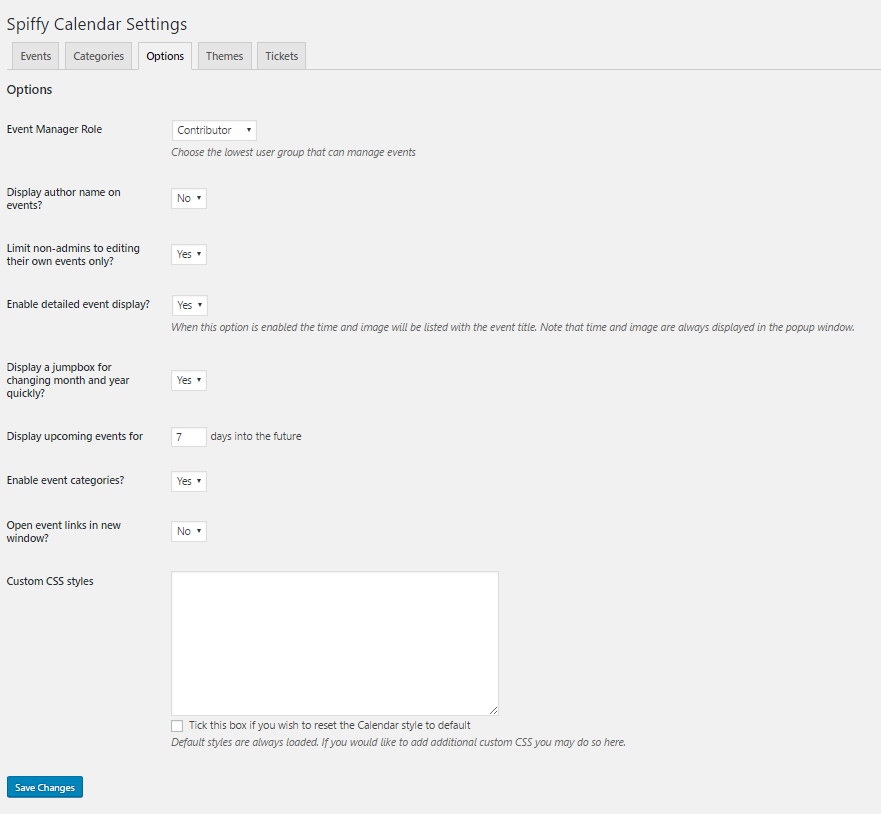 Spiffy Calendar Settings
Events Categories Options Themes Tickets
Options
Event Manager Role
Contributor
Choose the lowest user group that can manage events
Display author name on
events?
No
Limit non-admins to editing
their own events only?
Yes
Enable detailed event display?
Yes
When this option is enabled the time and image will be listed with the event title. Note that time and image are always displayed in the popup window.
Display a jumpbox for
changing month and year
quickly?
Yes
Display upcoming events for
7 days into the future
Enable event categories?
Yes
Open event links in new
window?
No
Custom CSS styles
Tick this box if you wish to reset the Calendar style to default
Default styles are always loaded. If you would like to add additional custom CSS you may do so here.
Save Changes